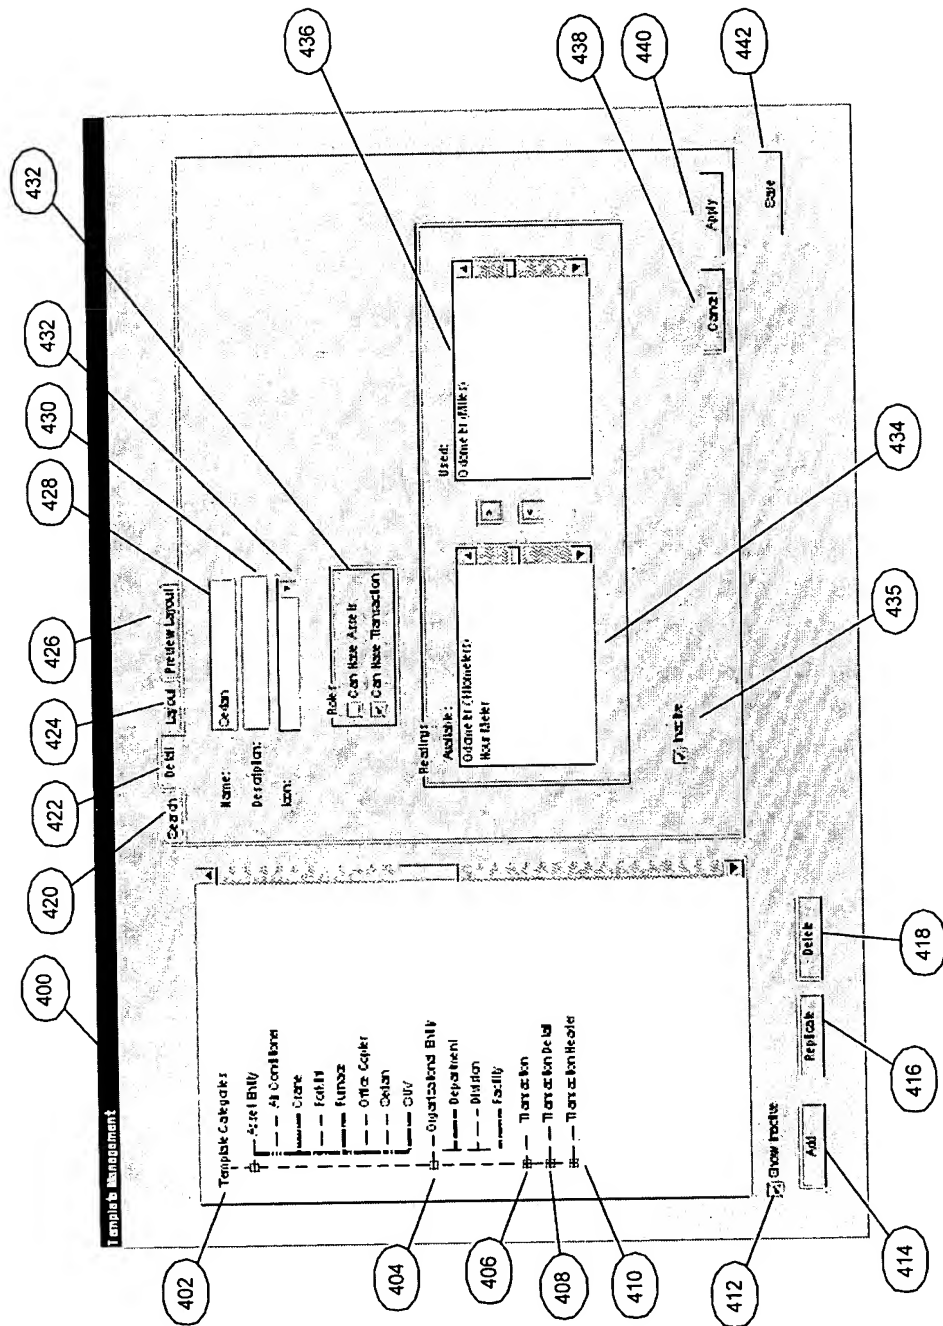 400
Template Management
420
422
424
426
428
430
432
432
436
Search
Detail
Layout
Preview Layout
402
Template Categories
Asset Entity
Air Conditioner
Crane
Forklift
Furnace
Office Copier
Sedan
SUV
404
Organizational Entity
Department
Division
Facility
406
Transaction
408
Transaction Detail
410
Transaction Header
Name:
Sedan
Description:
Icon:
Roles
Can Have Assets
Can Have Transaction
Readings
Available:
Odometer (Kilometers)
Hour Meter
>
<
Used:
Odometer (Miles)
Inactive
435
434
Cancel
Apply
438
440
442
Save
412
Show Inactive
Add
Replicate
Delete
414
416
418